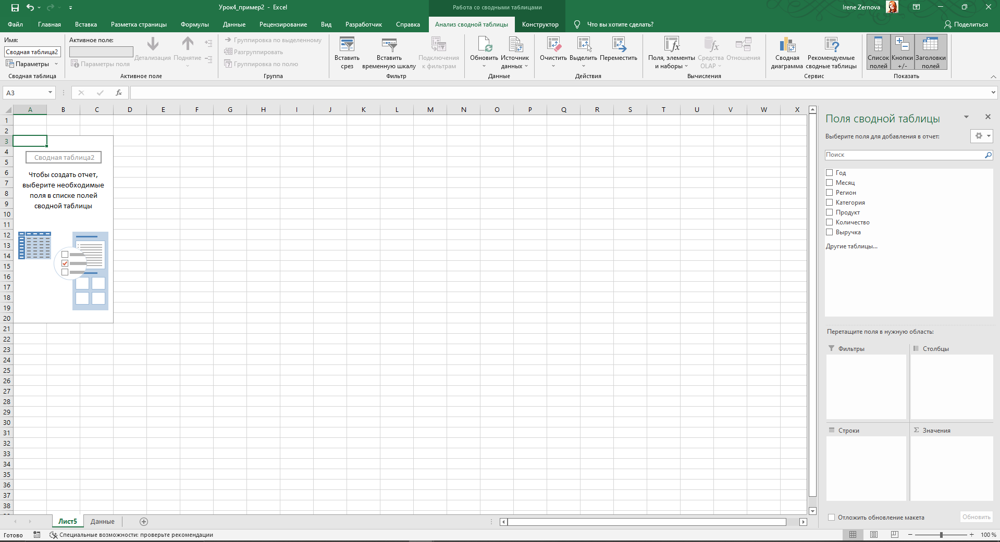 Урок4_пример2 - Excel
Работа со сводными таблицами
Irene Zernova
Файл Главная Вставка Разметка страницы Формулы Данные Рецензирование Вид Разработчик Справка Анализ сводной таблицы Конструктор Что вы хотите сделать? Поделиться
Имя:
Сводная таблица2
Параметры
Сводная таблица
Активное поле:
Параметры поля
Детализация
Поднятие
Активное поле
Группировка по выделенному
Разгруппировать
Группировка по полю
Группа
Вставить
срез
Вставить
временную шкалу
Подключения
к фильтрам
Фильтр
Обновить
Источник
данных
Данные
Очистить
Выделить
Переместить
Действия
Поля, элементы
и наборы
Средства
OLAP
Отношения
Вычисления
Сводная
диаграмма
Рекомендуемые
сводные таблицы
Сервис
Список
полей
Кнопки
+/-
Заголовки
полей
Показать
A3
fx
A B C D E F G H I J K L M N O P Q R S T U V W X
1
2
3
4
5
6
7
8
9
10
11
12
13
14
15
16
17
18
19
20
21
22
23
24
25
26
27
28
29
30
31
32
33
34
35
36
37
38
Сводная таблица2
Чтобы создать отчет,
выберите необходимые
поля в списке полей
сводной таблицы
Поля сводной таблицы
Выберите поля для добавления в отчет:
Поиск
Год
Месяц
Регион
Категория
Продукт
Количество
Выручка
Другие таблицы...
Перетащите поля в нужную область:
Фильтры
Столбцы
Строки
Σ Значения
Отложить обновление макета
Обновить
Лист5 Данные
Готово
Специальные возможности: проверьте рекомендации
100 %